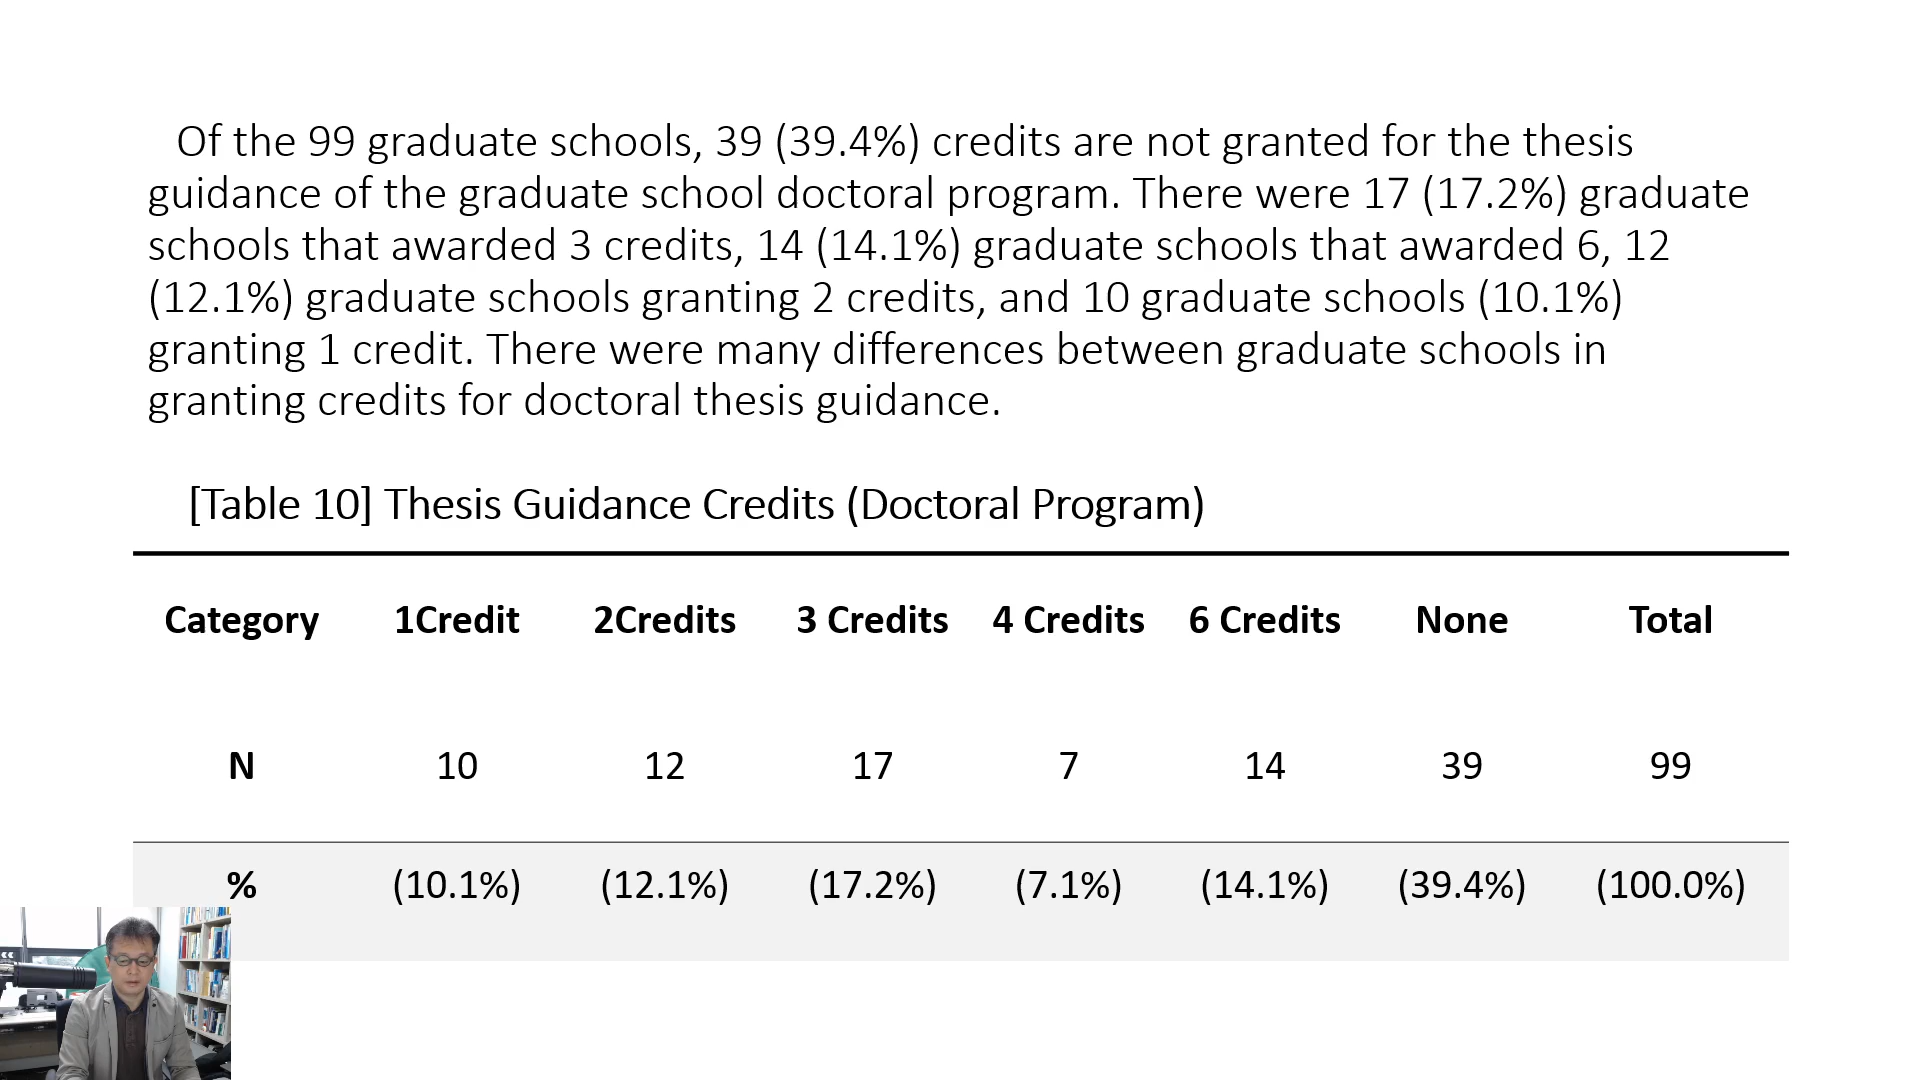 Of the 99 graduate schools, 39 (39.4%) credits are not granted for the thesis
guidance of the graduate school doctoral program. There were 17 (17.2%) graduate
schools that awarded 3 credits, 14 (14.1%) graduate schools that awarded 6, 12
(12.1%) graduate schools granting 2 credits, and 10 graduate schools (10.1%)
granting 1 credit. There were many differences between graduate schools in
granting credits for doctoral thesis guidance.
[Table 10] Thesis Guidance Credits (Doctoral Program)
Category 1Credit 2Credits 3 Credits 4 Credits 6 Credits None Total
N 10 12 17 7 14 39 99
% (10.1%) (12.1%) (17.2%) (7.1%) (14.1%) (39.4%) (100.0%)